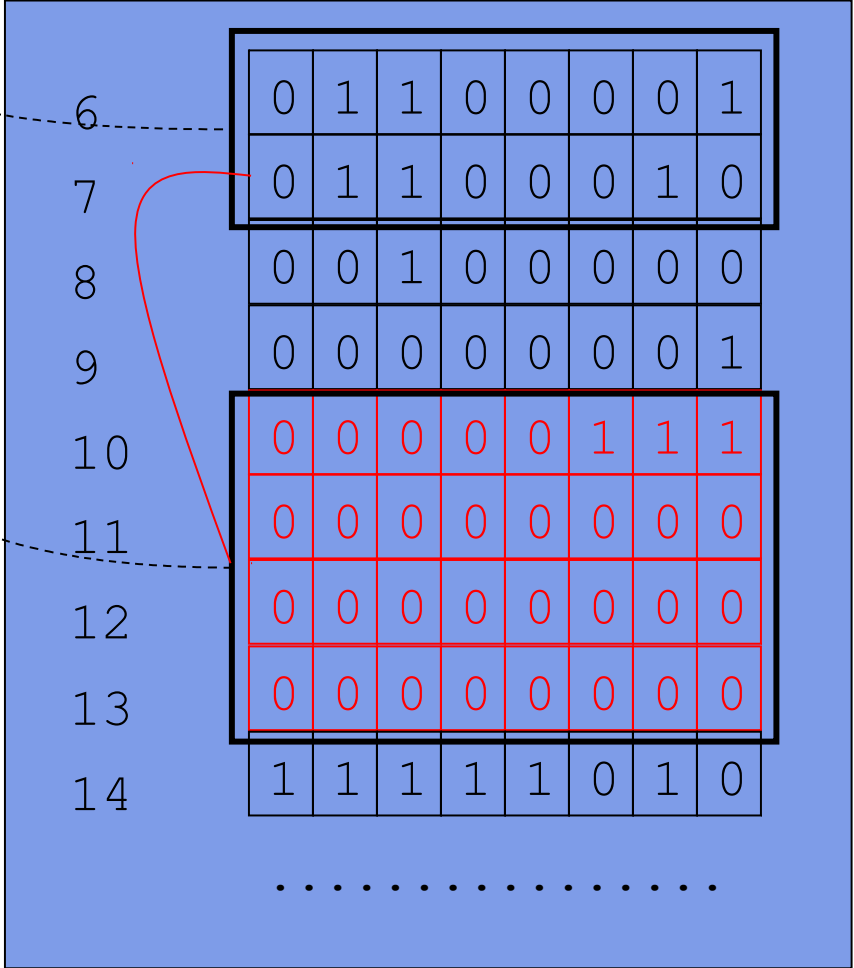 6 0 1 1 0 0 0 0 1
7 0 1 1 0 0 0 1 0
8 0 0 1 0 0 0 0 0
9 0 0 0 0 0 0 0 1
10 0 0 0 0 0 1 1 1
11 0 0 0 0 0 0 0 0
12 0 0 0 0 0 0 0 0
13 0 0 0 0 0 0 0 0
14 1 1 1 1 1 0 1 0
. . . . . . . . . . . . . . . .